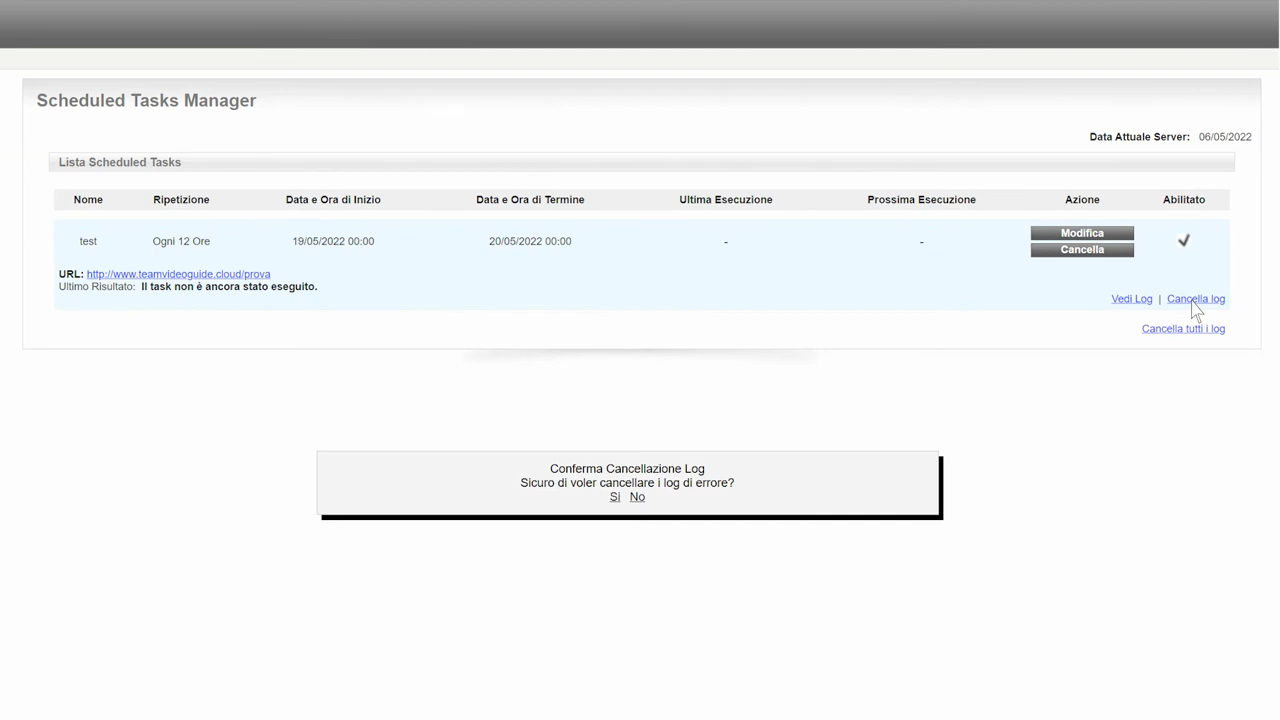 Scheduled Tasks Manager
Data Attuale Server: 06/05/2022
Lista Scheduled Tasks
Nome Ripetizione Data e Ora di Inizio Data e Ora di Termine Ultima Esecuzione Prossima Esecuzione Azione Abilitato
test Ogni 12 Ore 19/05/2022 00:00 20/05/2022 00:00 - - Modifica
Cancella
URL: http://www.teamvideoguide.cloud/prova
Ultimo Risultato: Il task non è ancora stato eseguito.
Vedi Log | Cancella log
Cancella tutti i log
Conferma Cancellazione Log
Sicuro di voler cancellare i log di errore?
Si No